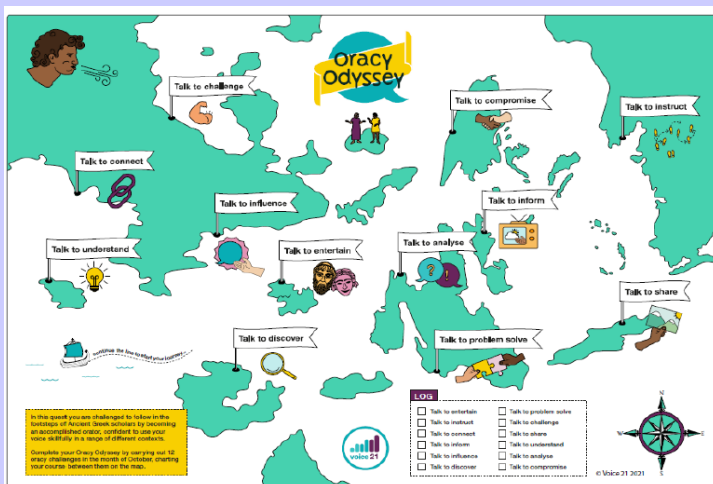 Oracy
Odyssey
Talk to challenge
Talk to compromise
Talk to instruct
Talk to connect
Talk to influence
Talk to inform
Talk to understand
Talk to entertain
Talk to analyse
Talk to share
Talk to discover
Talk to problem solve
continue the line to chart your journey...
In this quest you are challenged to follow in the
footsteps of Ancient Greek scholars by becoming
an accomplished orator, confident to use your
voice skillfully in a range of different contexts.
Complete your Oracy Odyssey by carrying out 12
oracy challenges in the month of October, charting
your course between them on the map.
voice 21
LOG
Talk to entertain
Talk to instruct
Talk to connect
Talk to inform
Talk to influence
Talk to discover
Talk to problem solve
Talk to challenge
Talk to share
Talk to understand
Talk to analyse
Talk to compromise
N
E
S
W
© Voice 21 2021